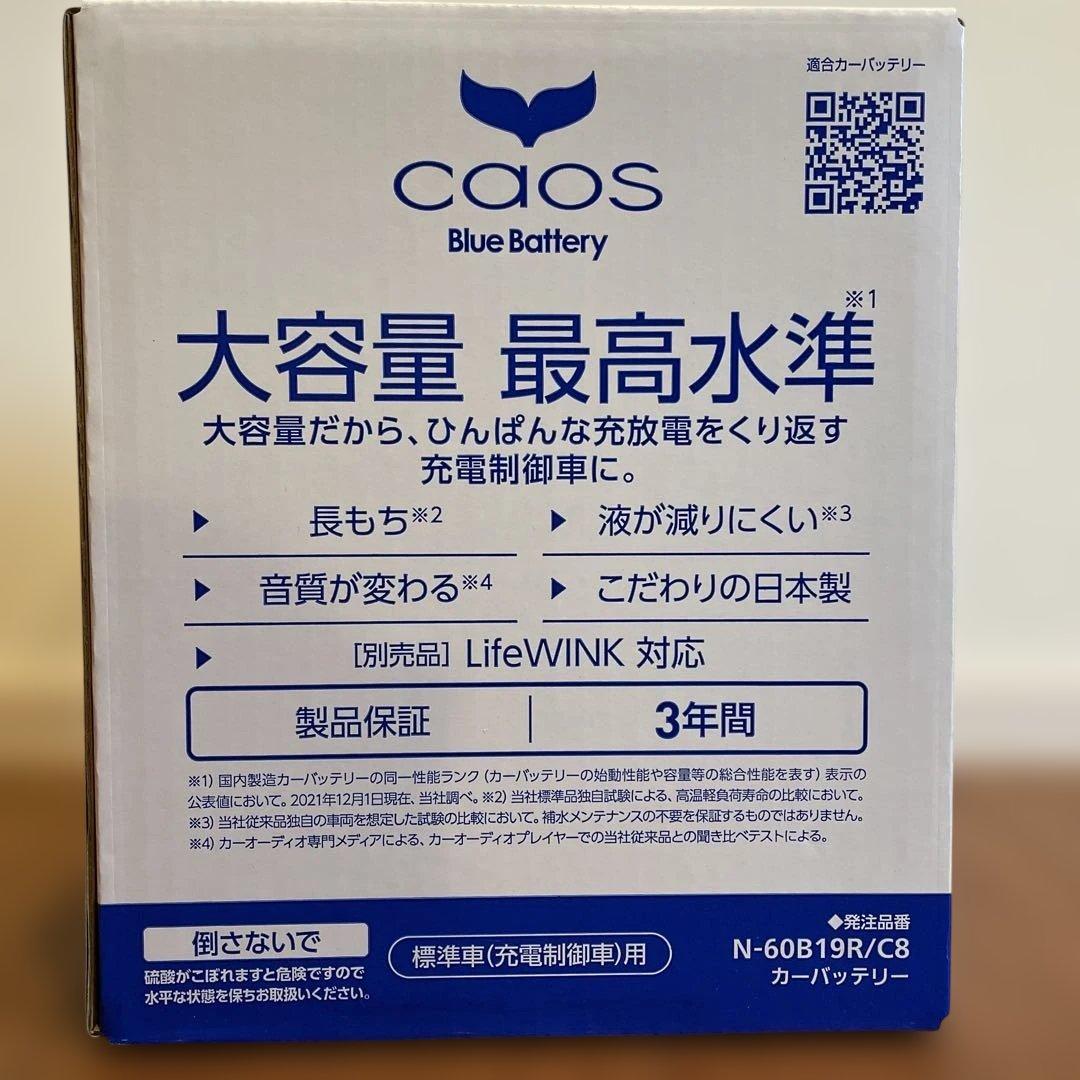 適合カーバッテリー
caos
Blue Battery
大容量 最高水準※1
大容量だから、ひんぱんな充放電をくり返す
充電制御車に。
▶ 長もち※2
▶ 液が減りにくい※3
▶ 音質が変わる※4
▶ こだわりの日本製
▶ [別売品] LifeWINK 対応
製品保証 | 3年間
※1) 国内製造カーバッテリーの同一性能ランク(カーバッテリーの始動性能や容量等の総合性能を表す)表示の
公表値において。2021年12月1日現在、当社調べ。※2) 当社標準品独自試験による、高温軽負荷寿命の比較において。
※3) 当社従来品独自の車両を想定した試験の比較において。補水メンテナンスの不要を保証するものではありません。
※4) カーオーディオ専門メディアによる、カーオーディオプレイヤーでの当社従来品との聞き比べテストによる。
倒さないで
硫酸がこぼれますと危険ですので
水平な状態を保ちお取扱いください。
標準車(充電制御車)用
◆発注品番
N-60B19R/C8
カーバッテリー